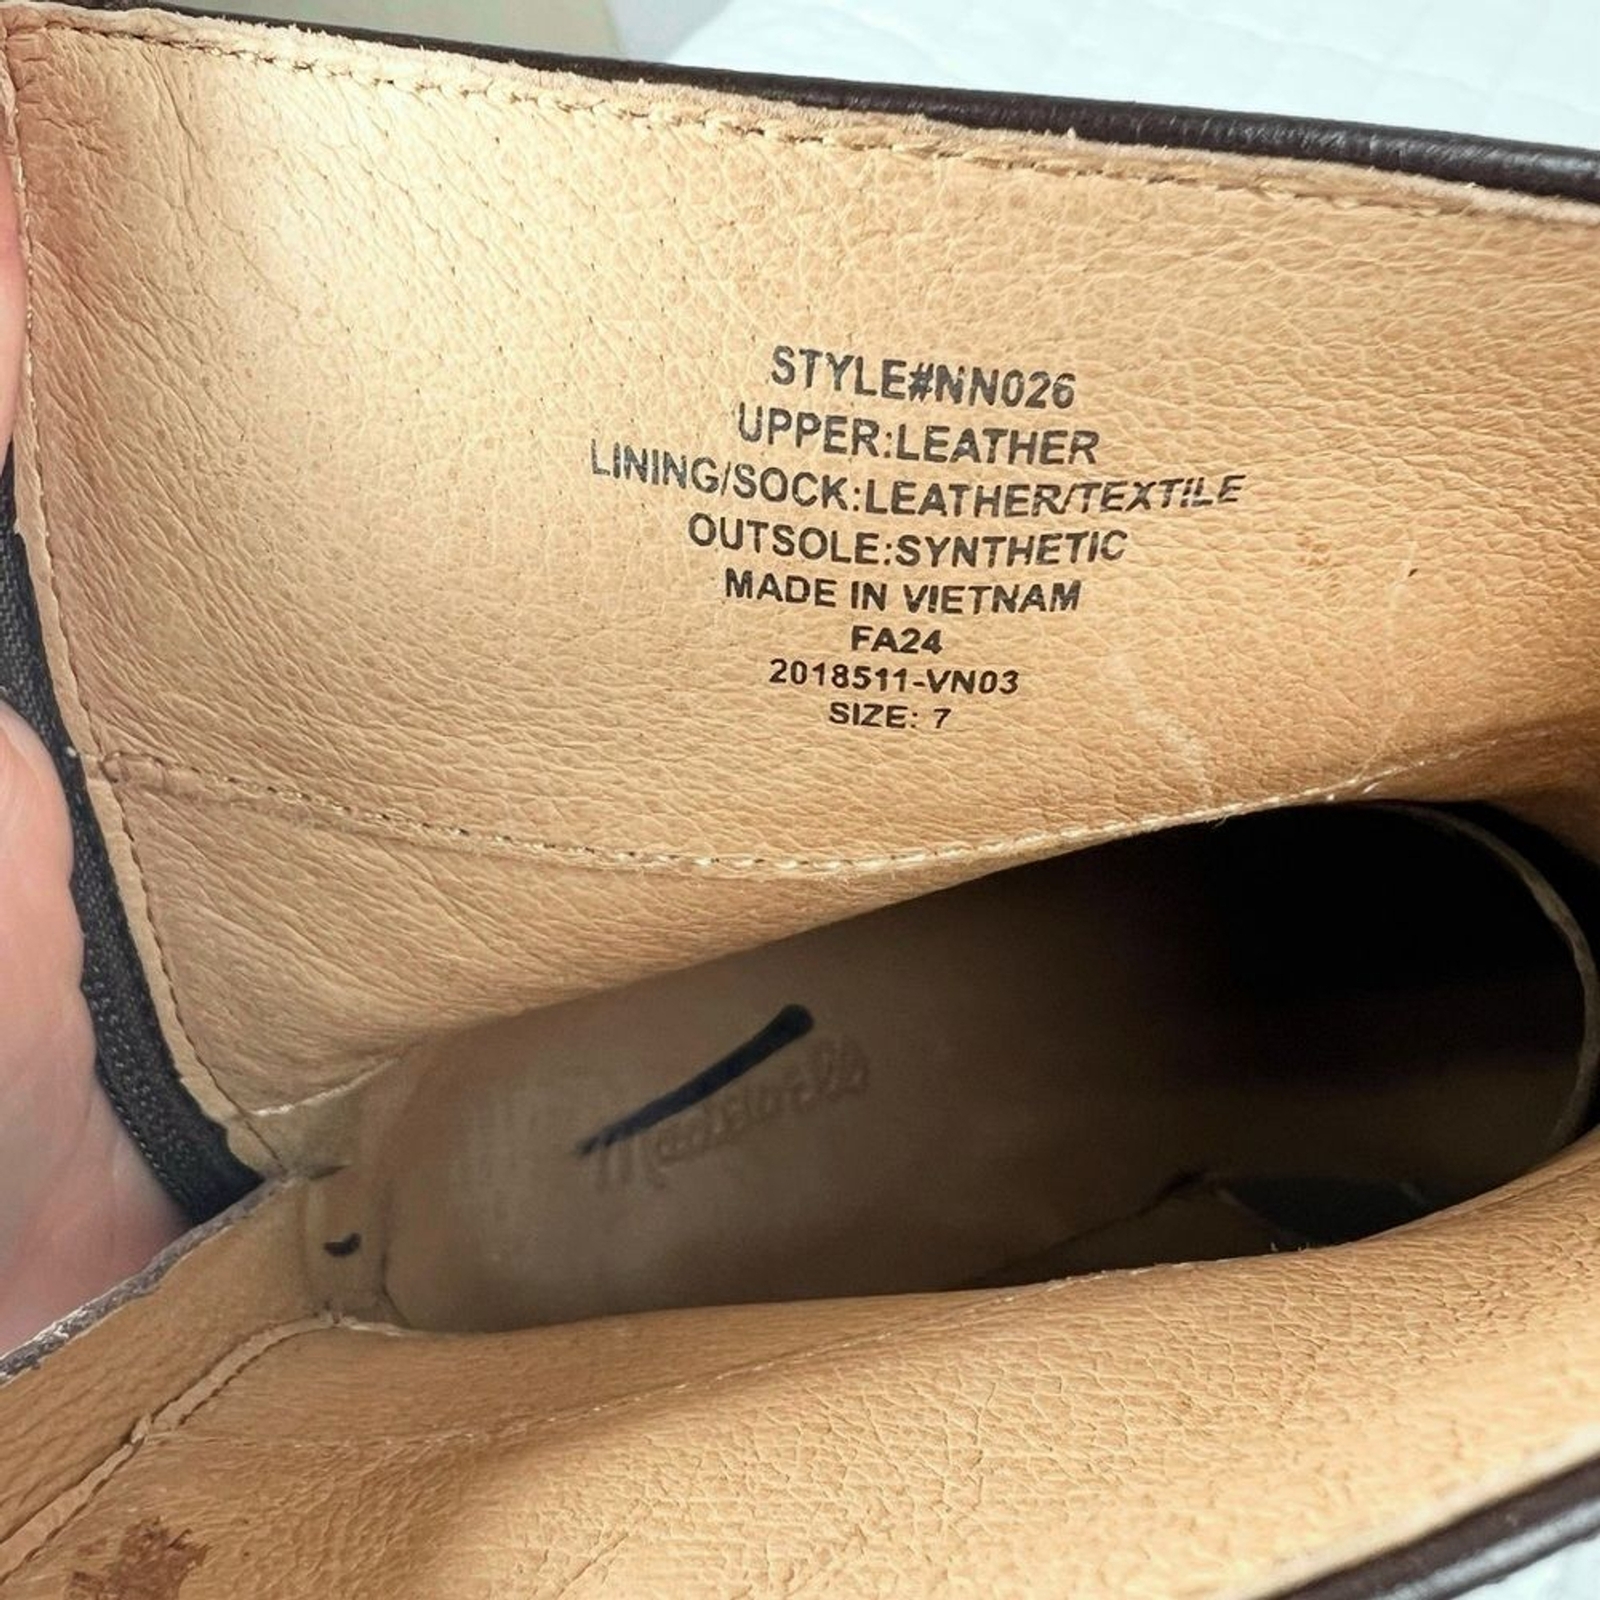 STYLE#NN026
UPPER:LEATHER
LINING/SOCK:LEATHER/TEXTILE
OUTSOLE:SYNTHETIC
MADE IN VIETNAM
FA24
2018511-VN03
SIZE: 7
Madewell